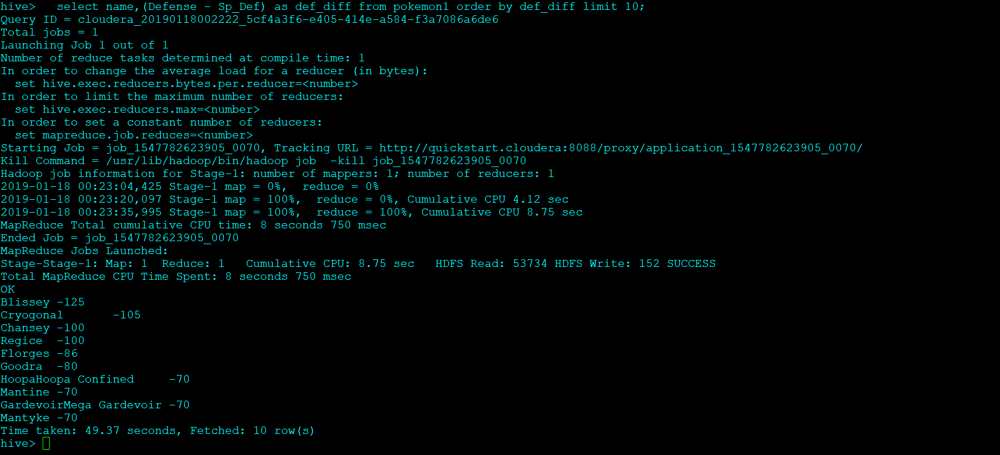 hive>   select name,(Defense - Sp_Def) as def_diff from pokemon1 order by def_diff limit 10;
Query ID = cloudera_20190118002222_5cf4a3f6-e405-414e-a584-f3a7086a6de6
Total jobs = 1
Launching Job 1 out of 1
Number of reduce tasks determined at compile time: 1
In order to change the average load for a reducer (in bytes):
  set hive.exec.reducers.bytes.per.reducer=<number>
In order to limit the maximum number of reducers:
  set hive.exec.reducers.max=<number>
In order to set a constant number of reducers:
  set mapreduce.job.reduces=<number>
Starting Job = job_1547782623905_0070, Tracking URL = http://quickstart.cloudera:8088/proxy/application_1547782623905_0070/
Kill Command = /usr/lib/hadoop/bin/hadoop job  -kill job_1547782623905_0070
Hadoop job information for Stage-1: number of mappers: 1; number of reducers: 1
2019-01-18 00:23:04,425 Stage-1 map = 0%,  reduce = 0%
2019-01-18 00:23:20,097 Stage-1 map = 100%,  reduce = 0%, Cumulative CPU 4.12 sec
2019-01-18 00:23:35,995 Stage-1 map = 100%,  reduce = 100%, Cumulative CPU 8.75 sec
MapReduce Total cumulative CPU time: 8 seconds 750 msec
Ended Job = job_1547782623905_0070
MapReduce Jobs Launched:
Stage-Stage-1: Map: 1  Reduce: 1   Cumulative CPU: 8.75 sec   HDFS Read: 53734 HDFS Write: 152 SUCCESS
Total MapReduce CPU Time Spent: 8 seconds 750 msec
OK
Blissey -125
Cryogonal       -105
Chansey -100
Regice  -100
Florges -86
Goodra  -80
HoopaHoopa Confined     -70
Mantine -70
GardevoirMega Gardevoir -70
Mantyke -70
Time taken: 49.37 seconds, Fetched: 10 row(s)
hive>